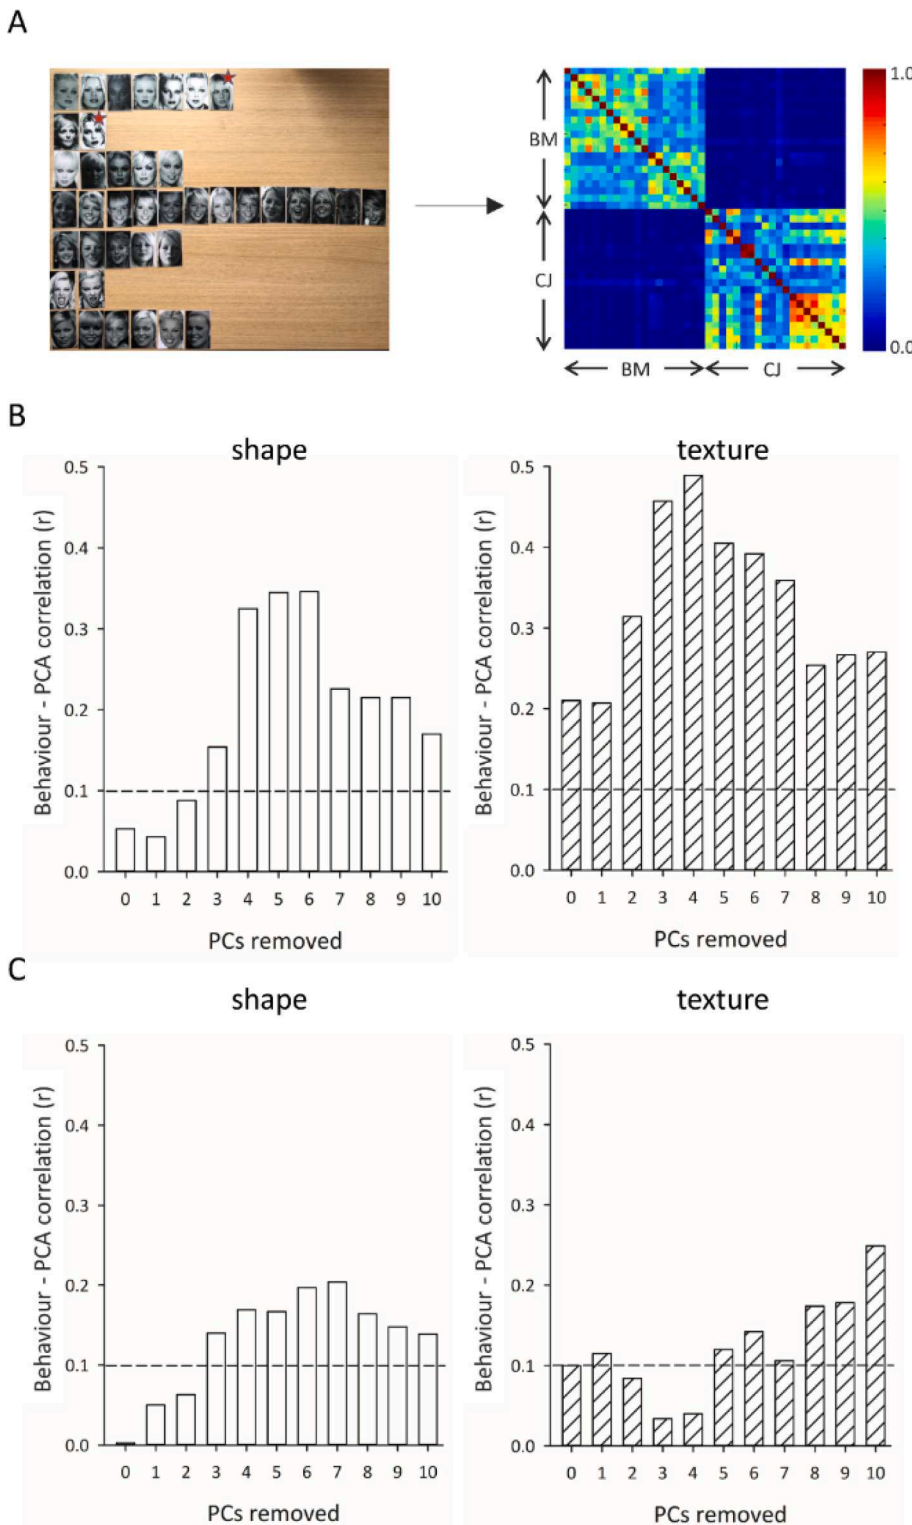 A
1.0
BM
CJ
0.0
BM
CJ
B
shape
texture
Behaviour - PCA correlation (r)
0.5
0.4
0.3
0.2
0.1
0.0
0 1 2 3 4 5 6 7 8 9 10
PCs removed
Behaviour - PCA correlation (r)
0.5
0.4
0.3
0.2
0.1
0.0
0 1 2 3 4 5 6 7 8 9 10
PCs removed
C
shape
texture
Behaviour - PCA correlation (r)
0.5
0.4
0.3
0.2
0.1
0.0
0 1 2 3 4 5 6 7 8 9 10
PCs removed
Behaviour - PCA correlation (r)
0.5
0.4
0.3
0.2
0.1
0.0
0 1 2 3 4 5 6 7 8 9 10
PCs removed